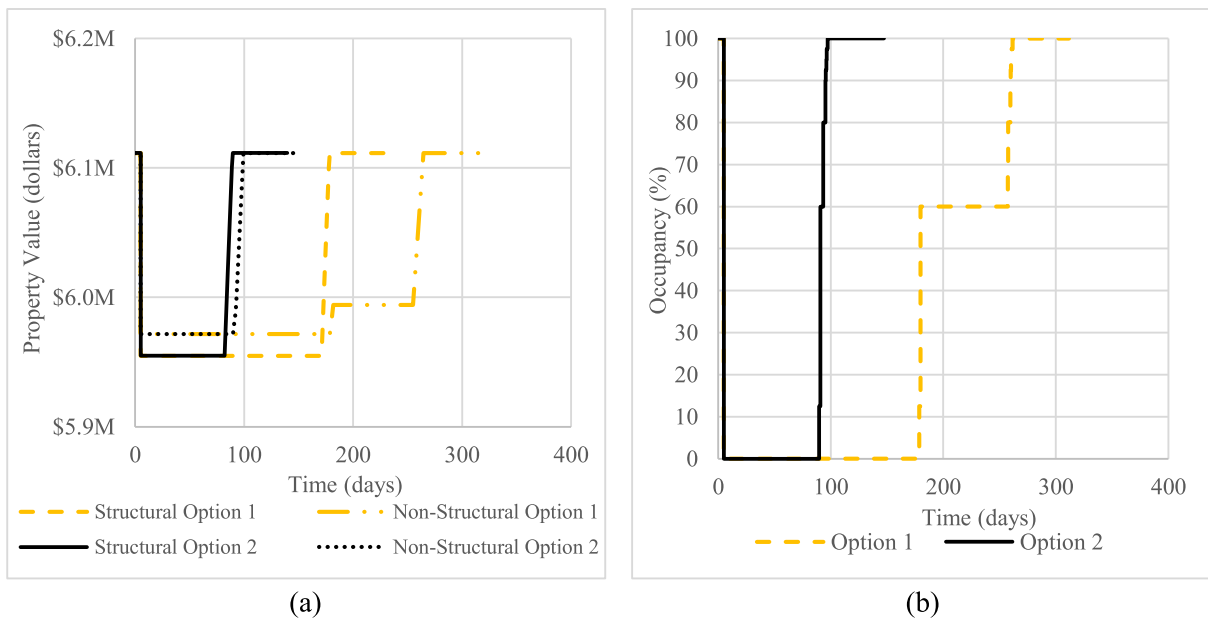 $6.2M
$6.1M
$6.0M
$5.9M
Property Value (dollars)
0 100 200 300 400
Time (days)
Structural Option 1 Non-Structural Option 1
Structural Option 2 Non-Structural Option 2
(a)
100
90
80
70
60
50
40
30
20
10
0
Occupancy (%)
0 100 200 300 400
Time (days)
Option 1 Option 2
(b)